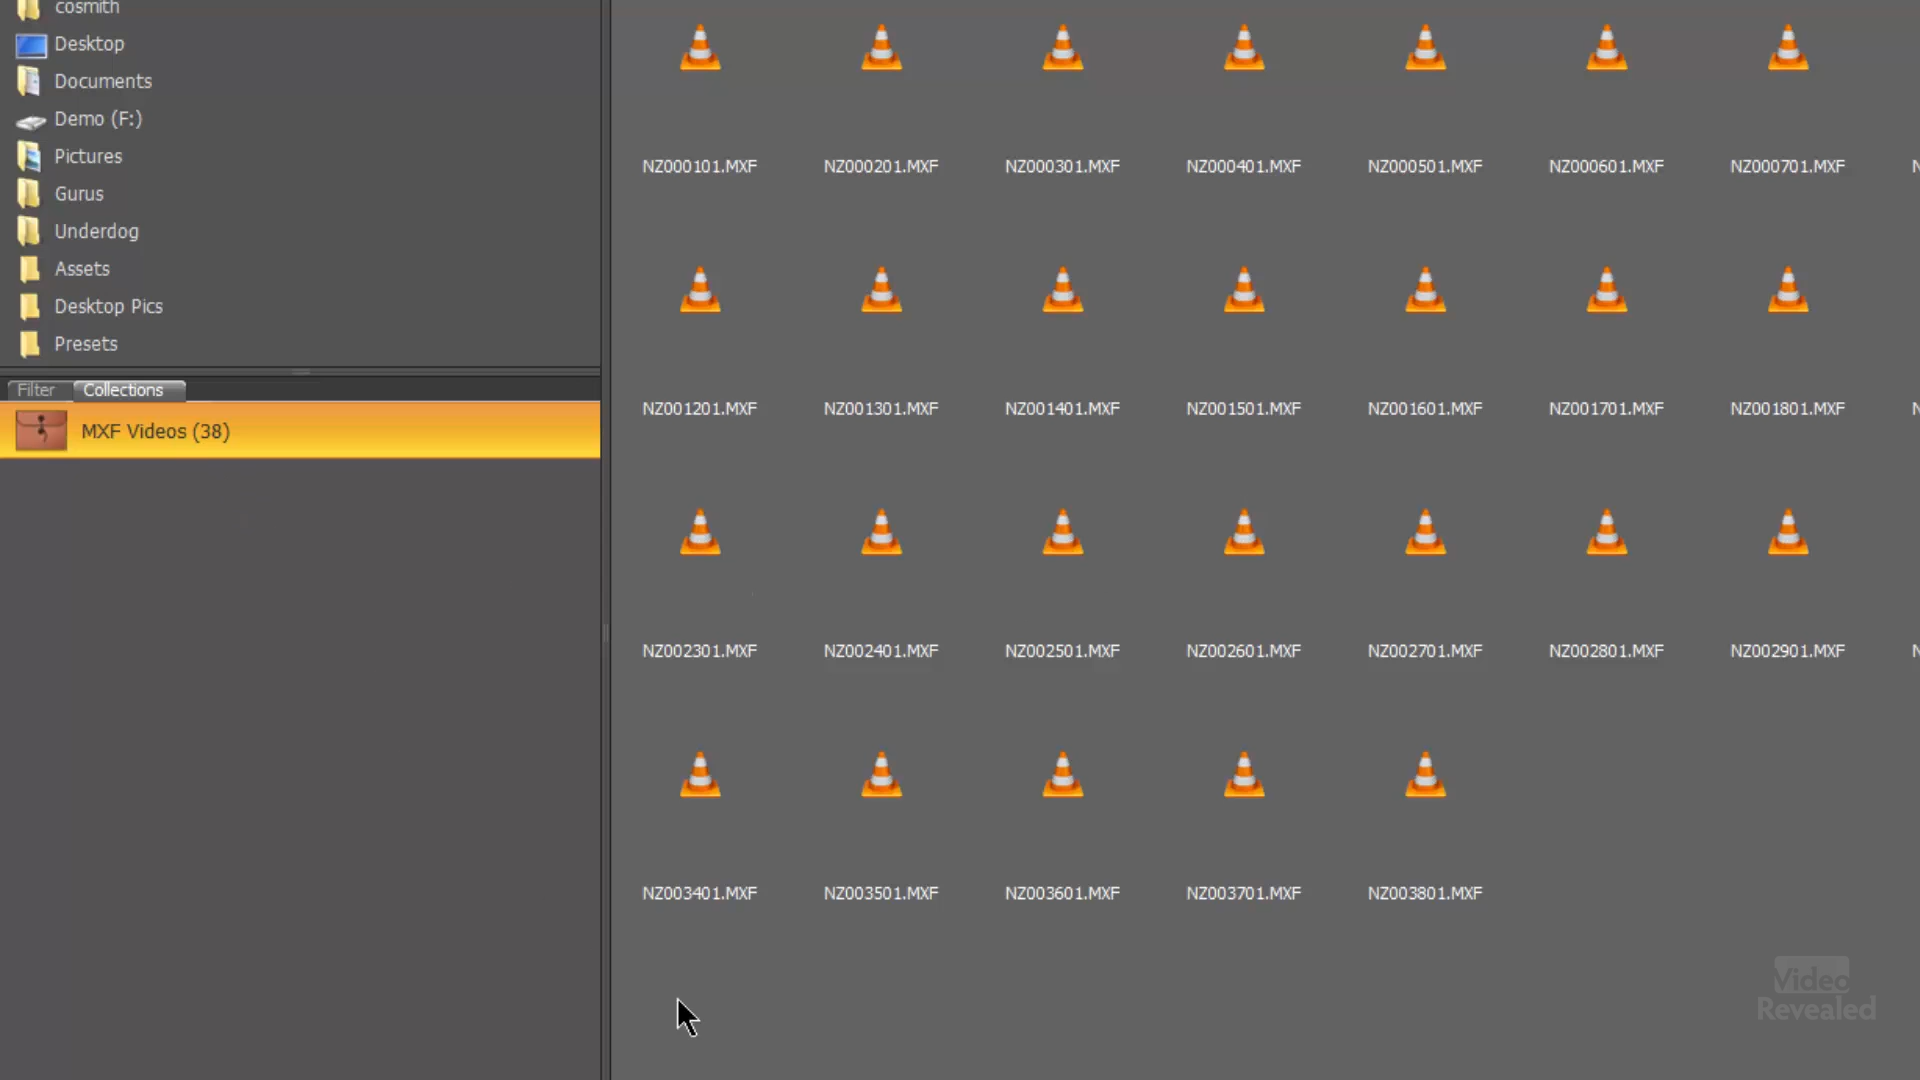 cosmith
Desktop
Documents
Demo (F:)
Pictures
Gurus
Underdog
Assets
Desktop Pics
Presets
Filter Collections
MXF Videos (38)
NZ000101.MXF NZ000201.MXF NZ000301.MXF NZ000401.MXF NZ000501.MXF NZ000601.MXF NZ000701.MXF
NZ001201.MXF NZ001301.MXF NZ001401.MXF NZ001501.MXF NZ001601.MXF NZ001701.MXF NZ001801.MXF
NZ002301.MXF NZ002401.MXF NZ002501.MXF NZ002601.MXF NZ002701.MXF NZ002801.MXF NZ002901.MXF
NZ003401.MXF NZ003501.MXF NZ003601.MXF NZ003701.MXF NZ003801.MXF
Video
Revealed